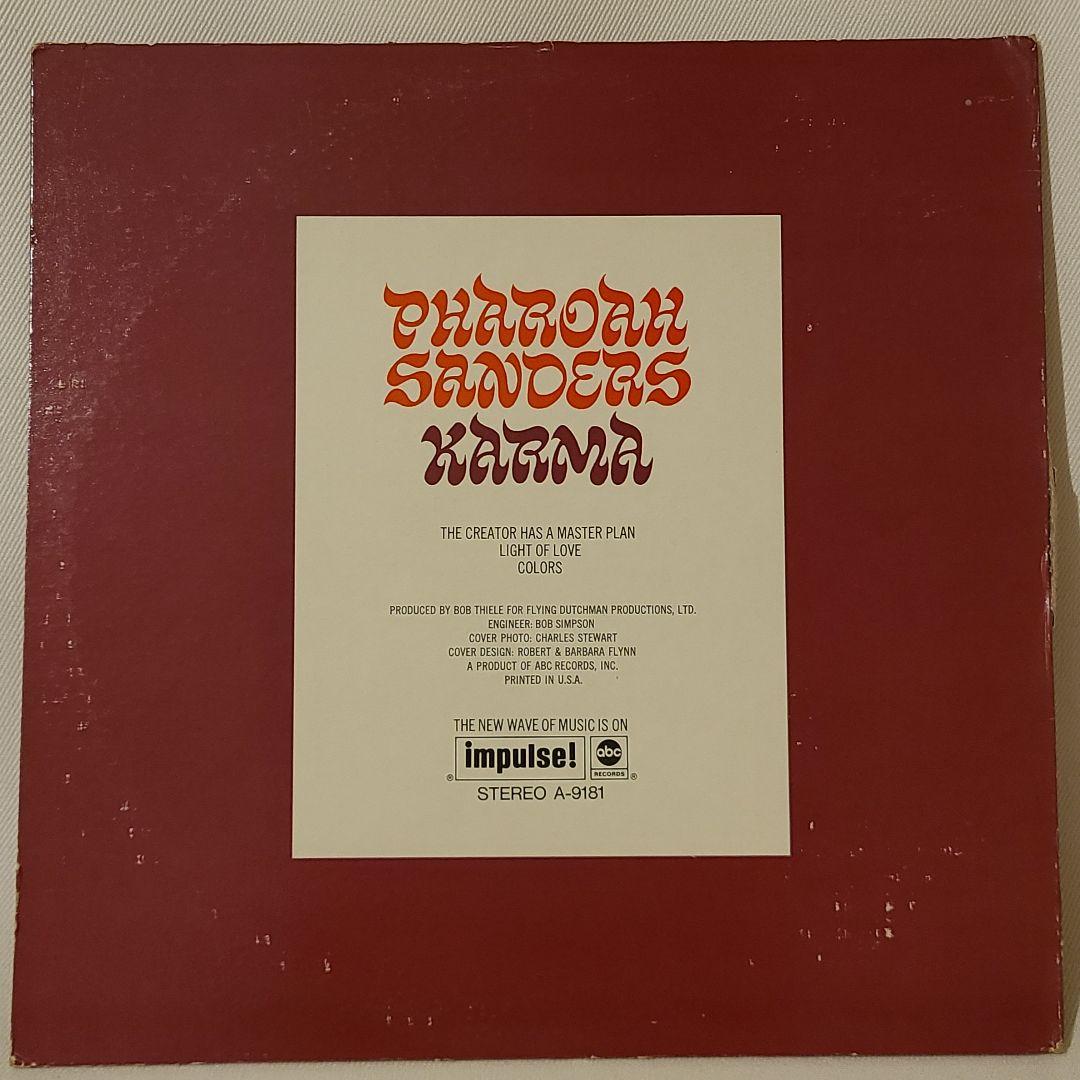 PHAROAH
SANDERS
KARMA
THE CREATOR HAS A MASTER PLAN
LIGHT OF LOVE
COLORS
PRODUCED BY BOB THIELE FOR FLYING DUTCHMAN PRODUCTIONS, LTD.
ENGINEER: BOB SIMPSON
COVER PHOTO: CHARLES STEWART
COVER DESIGN: ROBERT & BARBARA FLYNN
A PRODUCT OF ABC RECORDS, INC.
PRINTED IN U.S.A.
THE NEW WAVE OF MUSIC IS ON
® impulse! abc RECORDS ®
STEREO A-9181